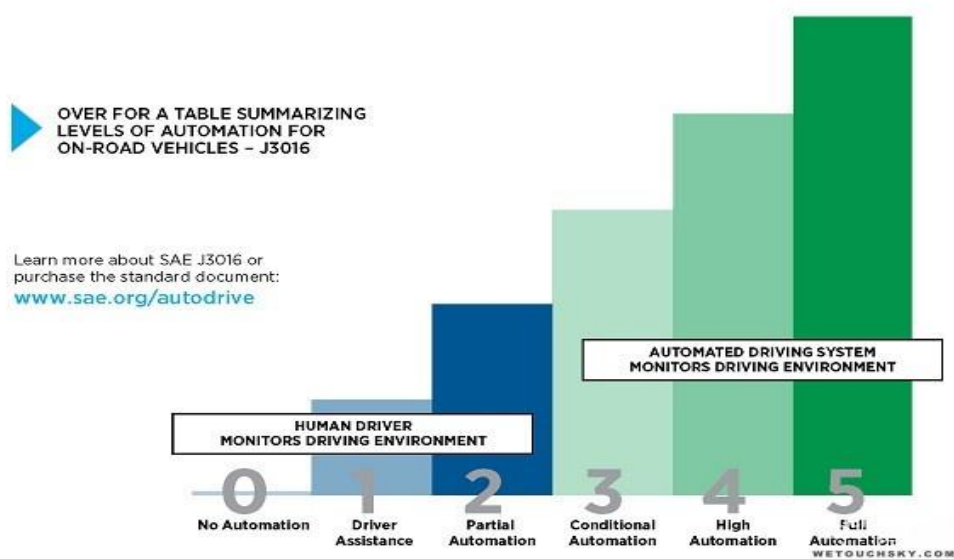 OVER FOR A TABLE SUMMARIZING
LEVELS OF AUTOMATION FOR
ON-ROAD VEHICLES – J3016
Learn more about SAE J3016 or
purchase the standard document:
www.sae.org/autodrive
AUTOMATED DRIVING SYSTEM
MONITORS DRIVING ENVIRONMENT
HUMAN DRIVER
MONITORS DRIVING ENVIRONMENT
0
No Automation
1
Driver
Assistance
2
Partial
Automation
3
Conditional
Automation
4
High
Automation
5
Full
Automation
WETOUCHSKY.COM